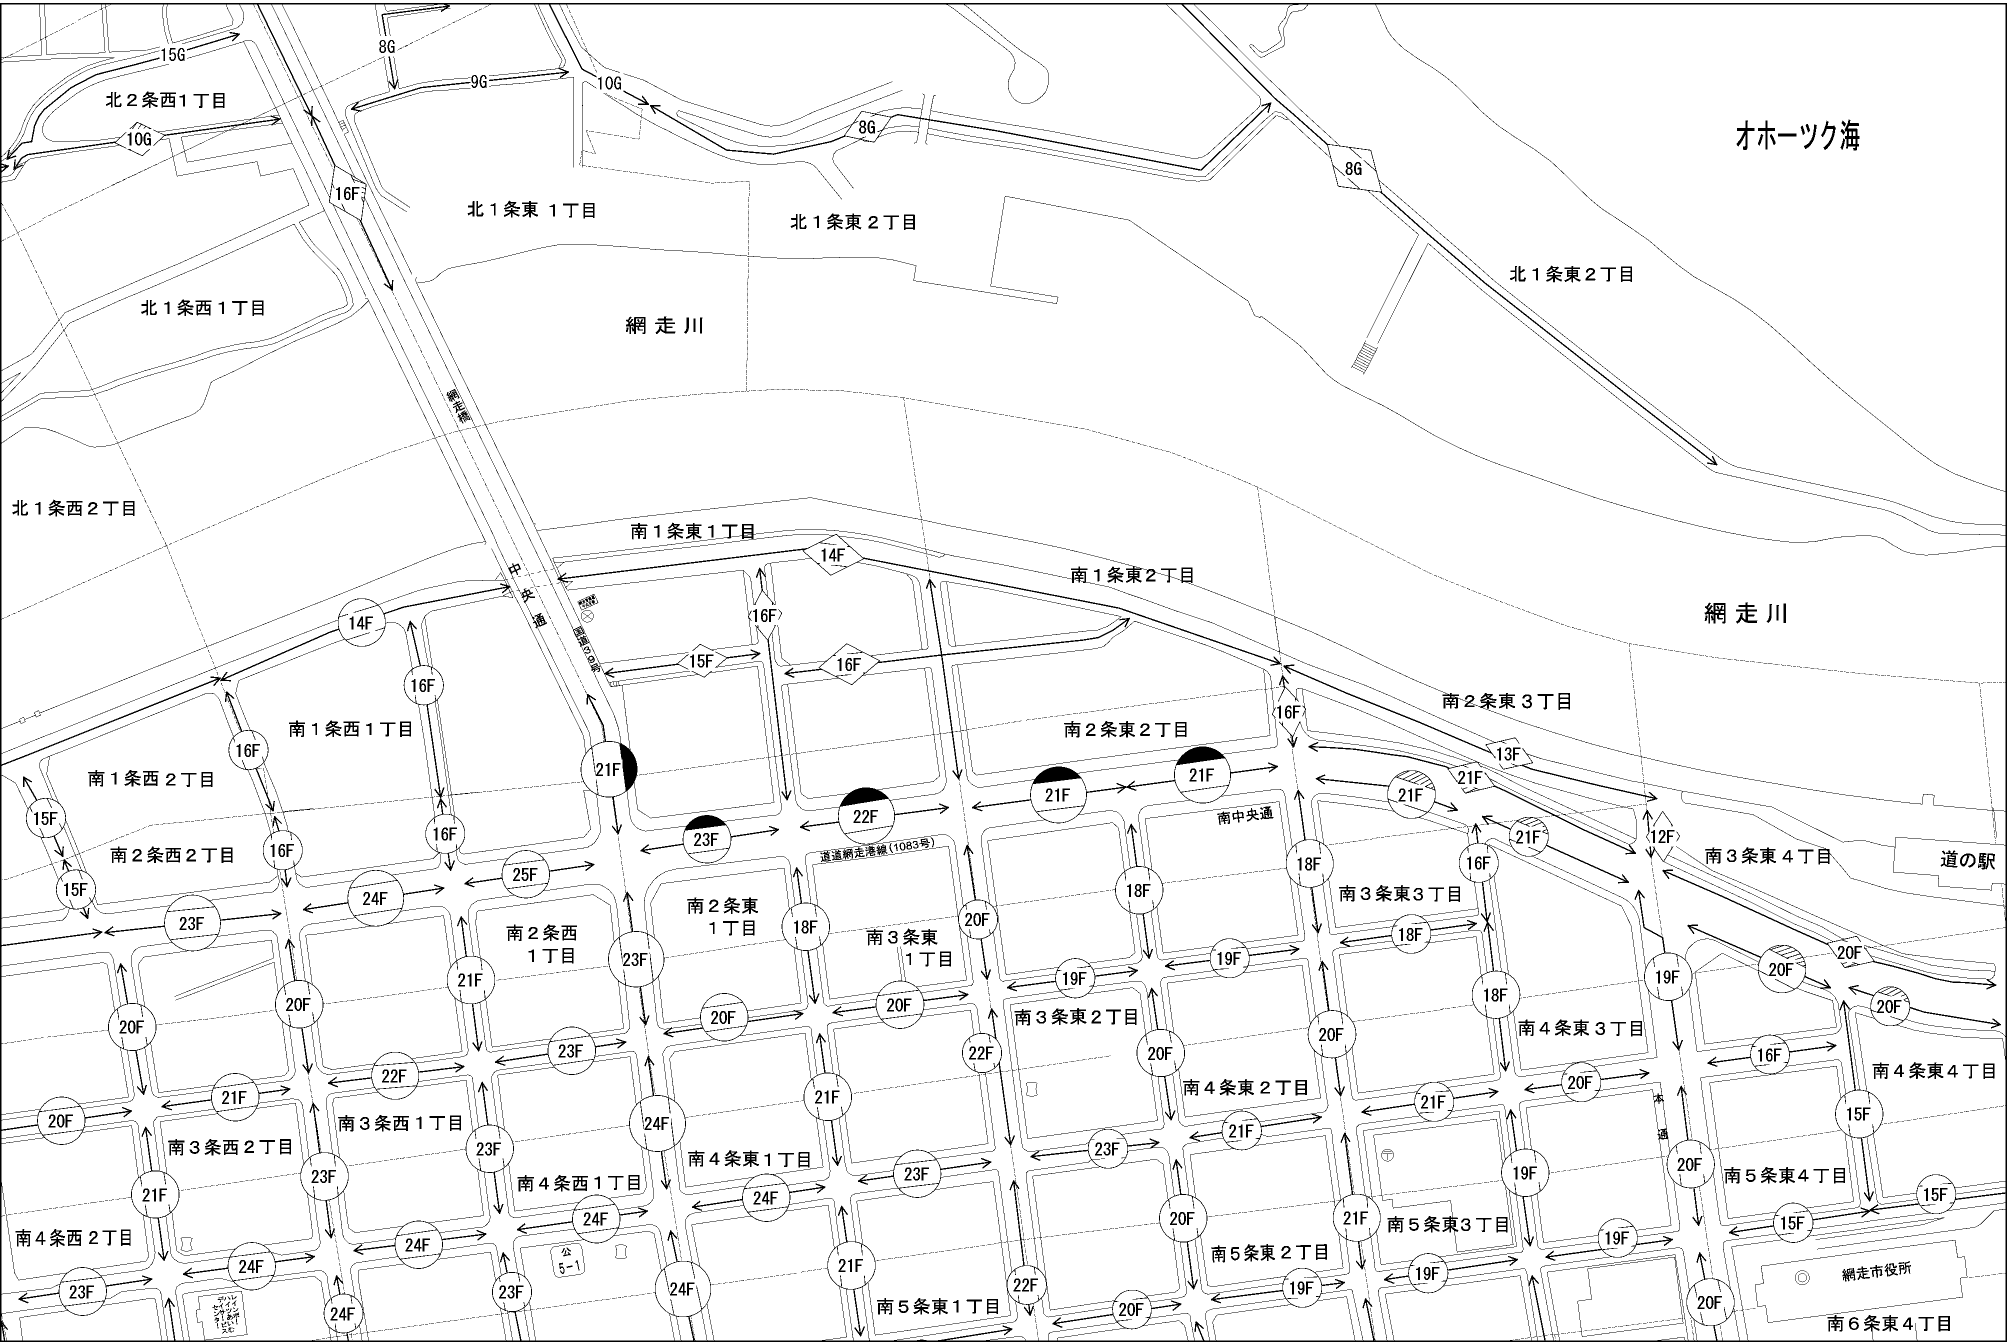 15G
8G
9G
10G
北２条西１丁目
10G
8G
オホーツク海
8G
16F
北１条東１丁目
北１条東２丁目
北１条東２丁目
北１条西１丁目
網走川
網走橋
北１条西２丁目
南１条東１丁目
14F
中央通
南１条東２丁目
網走川
14F
16F
国道39号
15F
16F
16F
南２条東３丁目
16F
南１条西１丁目
南２条東２丁目
16F
13F
16F
21F
21F
21F
21F
21F
南１条西２丁目
15F
22F
南中央通
16F
16F
23F
21F
12F
道道網走港線(1083号)
南２条西２丁目
25F
18F
16F
南３条東４丁目
道の駅
15F
24F
18F
南３条東３丁目
23F
南２条東
１丁目
18F
20F
18F
南２条西
１丁目
南３条東
１丁目
23F
19F
20F
21F
19F
19F
20F
20F
20F
20F
20F
18F
20F
南３条東２丁目
20F
南４条東３丁目
23F
22F
20F
16F
22F
南４条東２丁目
20F
南４条東４丁目
21F
21F
21F
本通
20F
南３条西１丁目
24F
21F
15F
南３条西２丁目
23F
23F
南４条東１丁目
23F
20F
23F
南４条西１丁目
24F
19F
南５条東４丁目
21F
15F
24F
20F
21F
南５条東３丁目
15F
南４条西２丁目
24F
19F
公
5-1
南５条東２丁目
24F
21F
19F
網走市役所
23F
23F
24F
22F
19F
24F
南５条東１丁目
20F
20F
南６条東４丁目